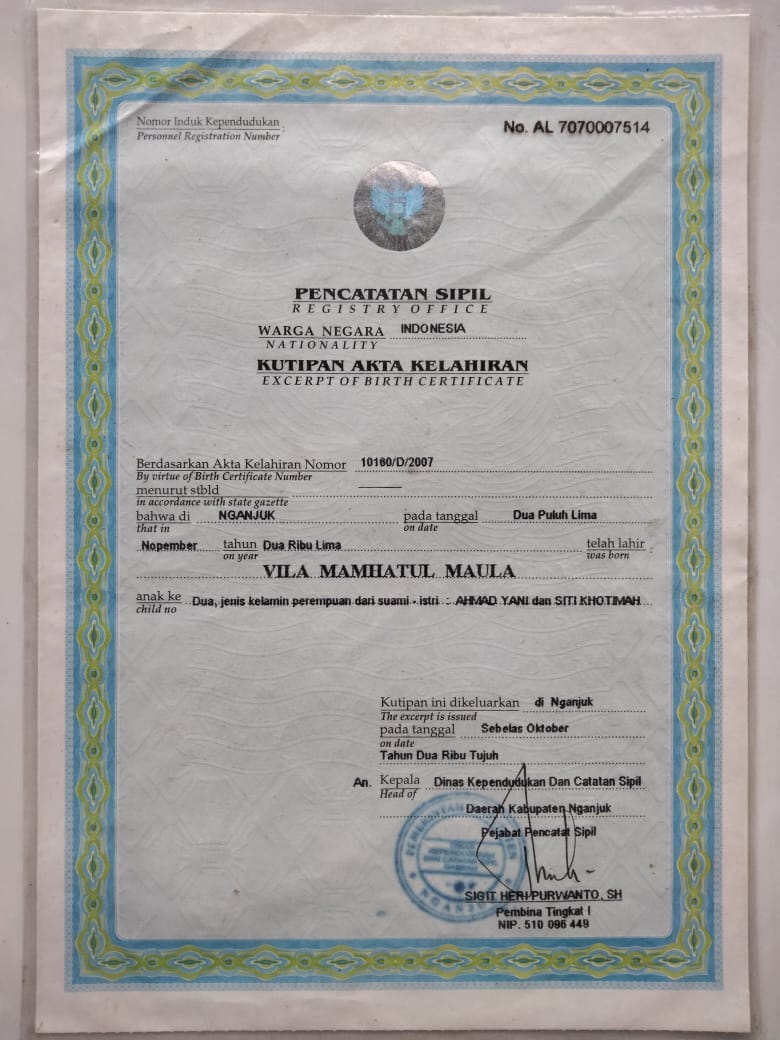 Nomor Induk Kependudukan :
Personnel Registration Number
No. AL 7070007514
PENCATATAN SIPIL
REGISTRY OFFICE
WARGA NEGARA INDONESIA
NATIONALITY
KUTIPAN AKTA KELAHIRAN
EXCERPT OF BIRTH CERTIFICATE
Berdasarkan Akta Kelahiran Nomor 10160/D/2007
By virtue of Birth Certificate Number
menurut stbld
in accordance with state gazette
bahwa di NGANJUK pada tanggal Dua Puluh Lima
that in on date
Nopember tahun Dua Ribu Lima telah lahir :
on year was born
VILA MAMHATUL MAULA
anak ke Dua, jenis kelamin perempuan dari suami - istri : AHMAD YANI dan SITI KHOTIMAH
child no
Kutipan ini dikeluarkan di Nganjuk
The excerpt is issued
pada tanggal Sebelas Oktober
on date
Tahun Dua Ribu Tujuh
An. Kepala Dinas Kependudukan Dan Catatan Sipil
Head of
Daerah Kabupaten Nganjuk
Pejabat Pencatat Sipil
NGANJUK
SIGIT HERI PURWANTO, SH
Pembina Tingkat I
NIP. 510 096 449